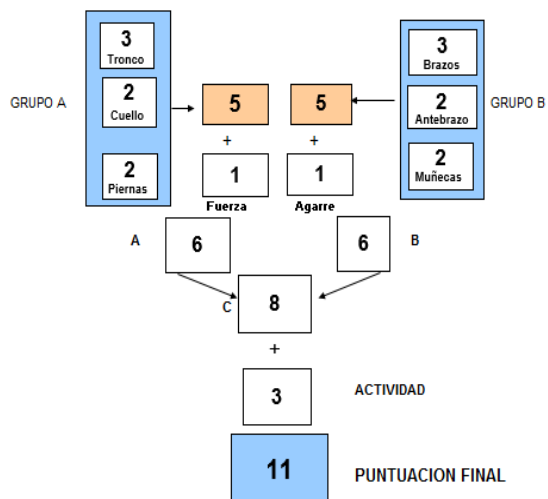 3
Tronco
3
Brazos
GRUPO A
2
Cuello
5
5
2
Antebrazo
GRUPO B
+
+
2
Piernas
1
1
2
Muñecas
Fuerza
Agarre
A
6
6
B
C
8
+
3
ACTIVIDAD
11
PUNTUACION FINAL